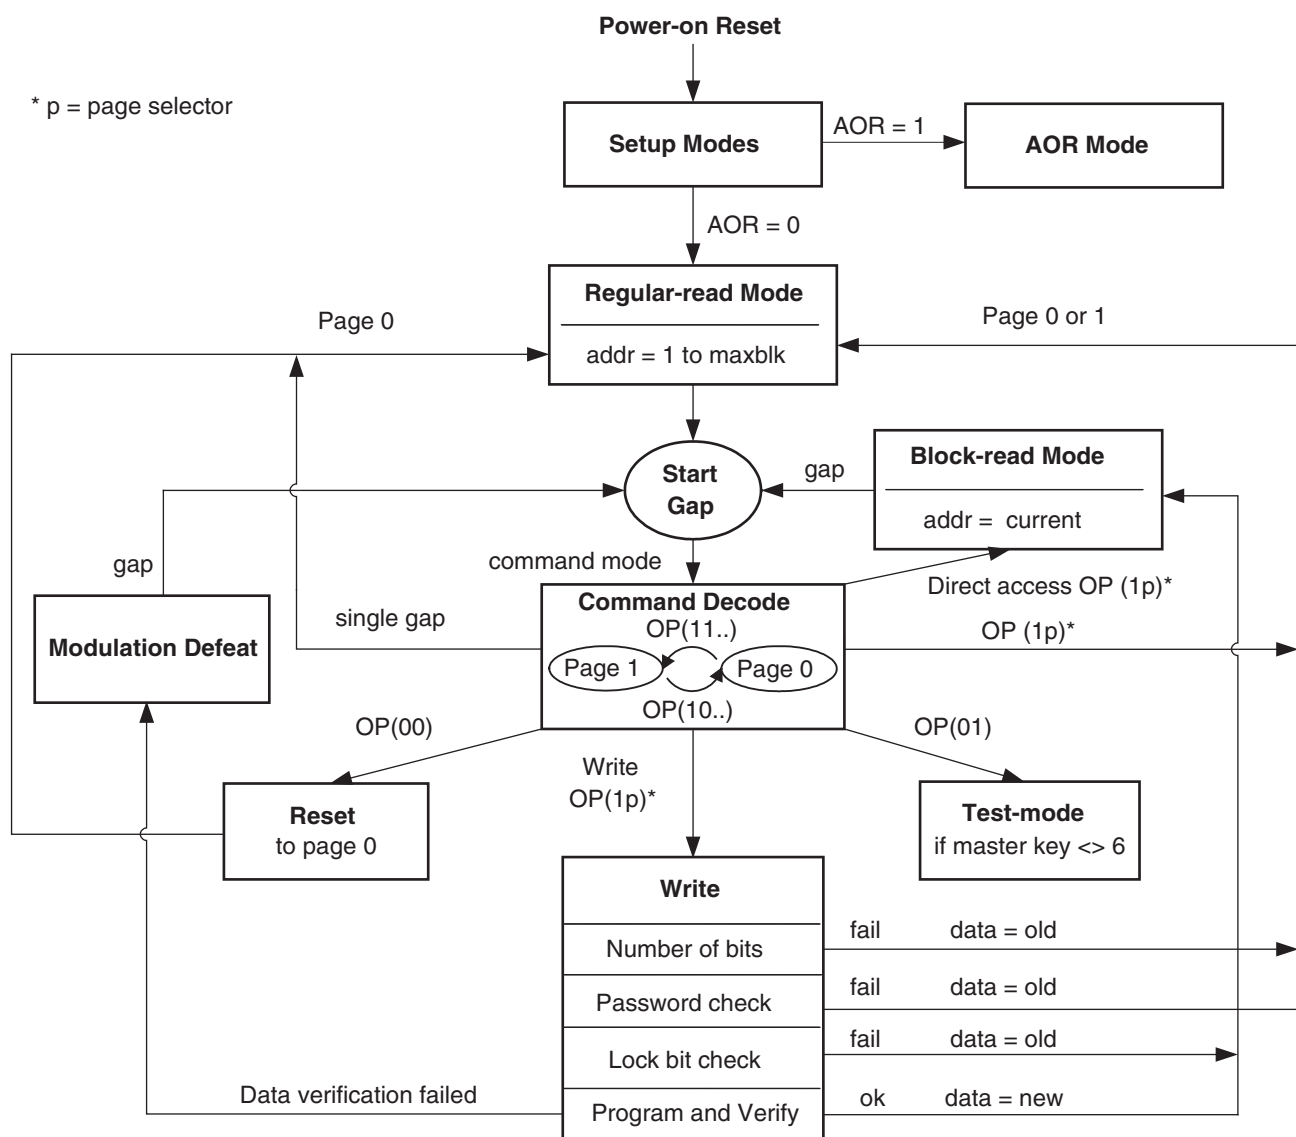 Power-on Reset
* p = page selector
Setup Modes
AOR = 1
AOR Mode
AOR = 0
Regular-read Mode
addr = 1 to maxblk
Page 0
Page 0 or 1
Start
Gap
gap
Block-read Mode
addr = current
command mode
gap
Modulation Defeat
single gap
Command Decode
OP(11..)
Page 1
Page 0
OP(10..)
Direct access OP (1p)*
OP (1p)*
OP(00)
Write
OP(1p)*
OP(01)
Reset
to page 0
Test-mode
if master key <> 6
Write
Number of bits
fail data = old
Password check
fail data = old
Lock bit check
fail data = old
Data verification failed
Program and Verify
ok data = new